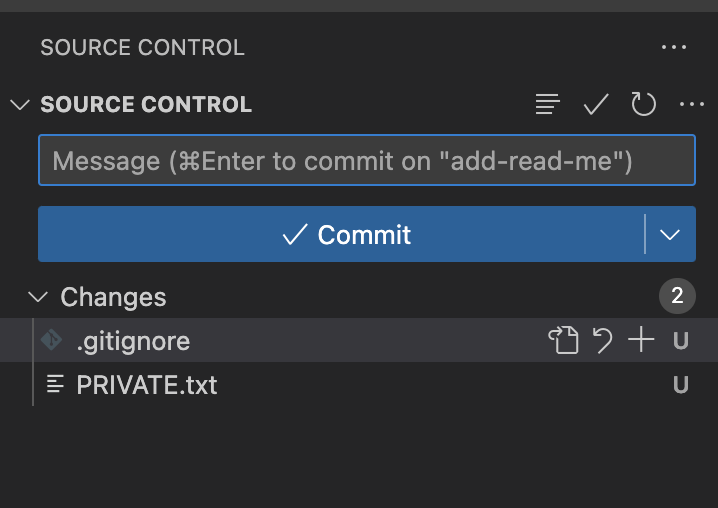 SOURCE CONTROL
SOURCE CONTROL
Message (⌘Enter to commit on "add-read-me")
Commit
Changes 2
.gitignore U
PRIVATE.txt U